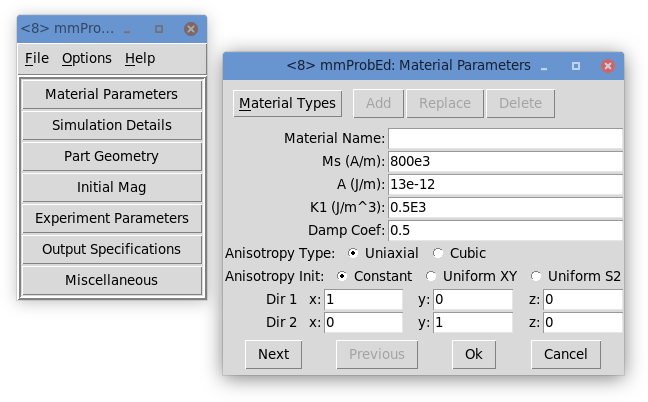 <8> mmPro...
File Options Help
Material Parameters
Simulation Details
Part Geometry
Initial Mag
Experiment Parameters
Output Specifications
Miscellaneous
<8> mmProbEd: Material Parameters
Material Types Add Replace Delete
Material Name:
Ms (A/m): 800e3
A (J/m): 13e-12
K1 (J/m^3): 0.5E3
Damp Coef: 0.5
Anisotropy Type: Uniaxial Cubic
Anisotropy Init: Constant Uniform XY Uniform S2
Dir 1 x: 1 y: 0 z: 0
Dir 2 x: 0 y: 1 z: 0
Next Previous Ok Cancel